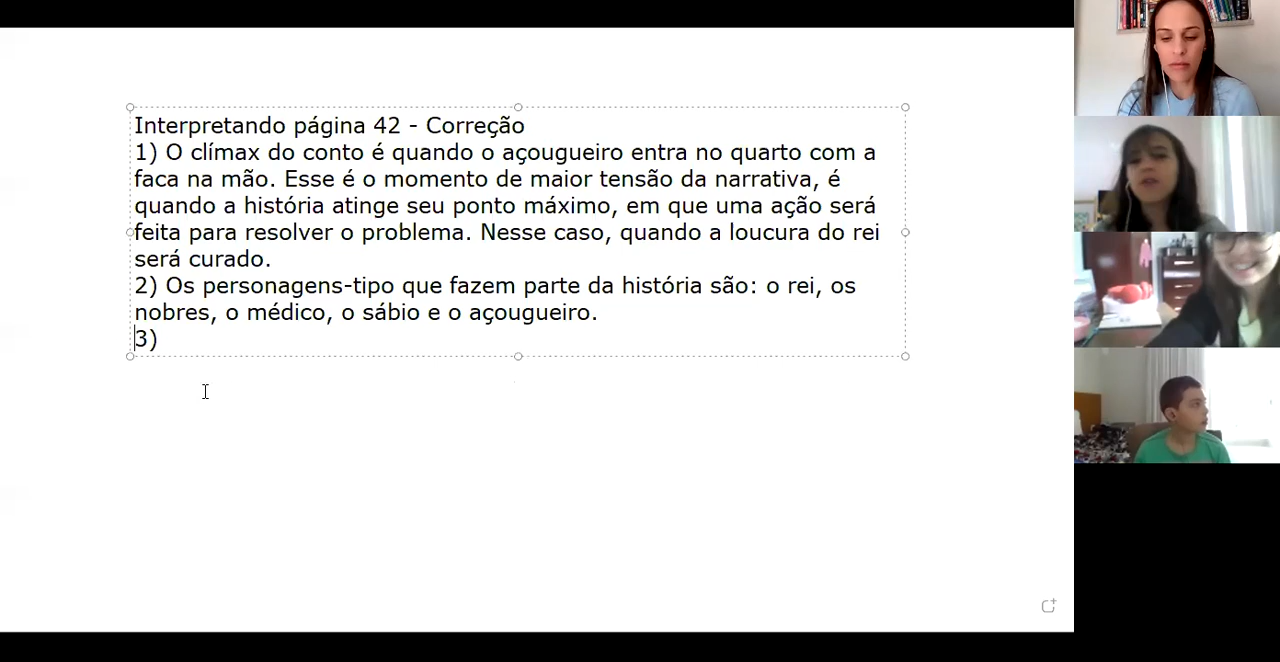 Interpretando página 42 - Correção
1) O clímax do conto é quando o açougueiro entra no quarto com a
faca na mão. Esse é o momento de maior tensão da narrativa, é
quando a história atinge seu ponto máximo, em que uma ação será
feita para resolver o problema. Nesse caso, quando a loucura do rei
será curado.
2) Os personagens-tipo que fazem parte da história são: o rei, os
nobres, o médico, o sábio e o açougueiro.
3)